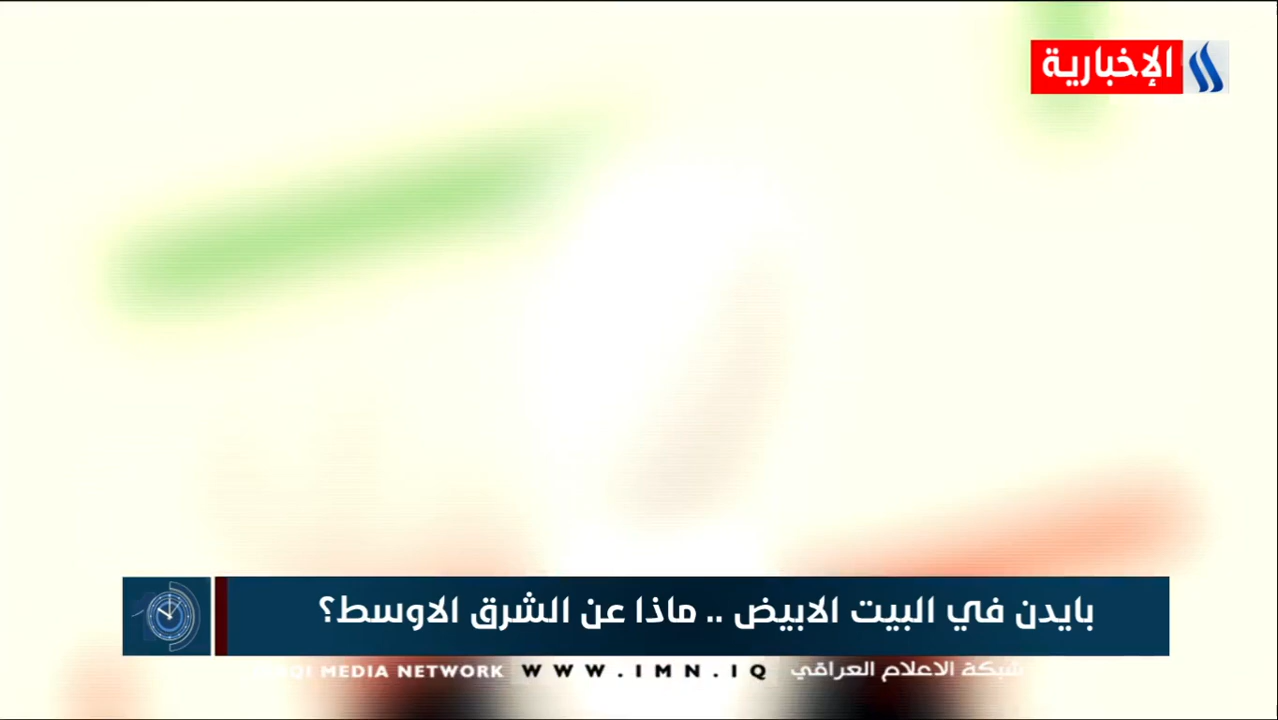 الإخبارية
بايدن في البيت الابيض .. ماذا عن الشرق الاوسط؟
MEDIA NETWORK WWW.IMN.IQ شبكة الاعلام العراقي